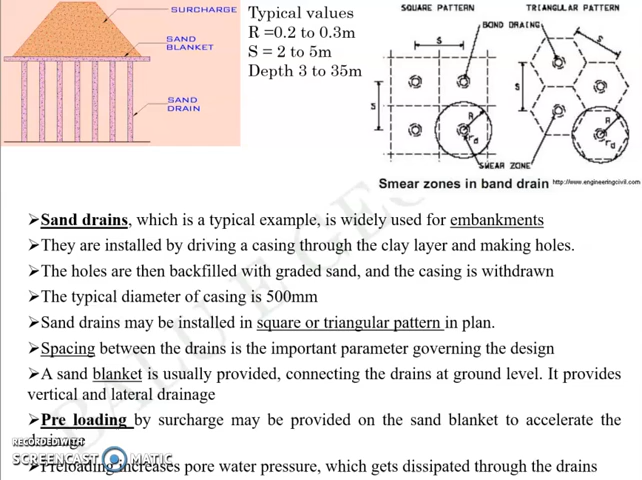 SURCHARGE
SAND
BLANKET
SAND
DRAIN
Typical values
R =0.2 to 0.3m
S = 2 to 5m
Depth 3 to 35m
SQUARE PATTERN
TRIANGULAR PATTERN
BOND DRAING
S
S
S
S
R
rd
R
rd
SMEAR ZONE
Smear zones in band drain http://www.engineeringcivil.com/
➢Sand drains, which is a typical example, is widely used for embankments
➢They are installed by driving a casing through the clay layer and making holes.
➢The holes are then backfilled with graded sand, and the casing is withdrawn
➢The typical diameter of casing is 500mm
➢Sand drains may be installed in square or triangular pattern in plan.
➢Spacing between the drains is the important parameter governing the design
➢A sand blanket is usually provided, connecting the drains at ground level. It provides
vertical and lateral drainage
➢Pre loading by surcharge may be provided on the sand blanket to accelerate the
drainage
RECORDED WITH
SCREENCAST MATIC
➢Preloading increases pore water pressure, which gets dissipated through the drains